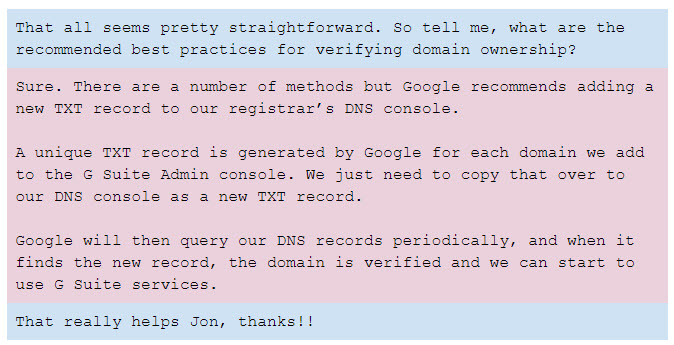 That all seems pretty straightforward. So tell me, what are the
recommended best practices for verifying domain ownership?
Sure. There are a number of methods but Google recommends adding a
new TXT record to our registrar’s DNS console.
A unique TXT record is generated by Google for each domain we add
to the G Suite Admin console. We just need to copy that over to
our DNS console as a new TXT record.
Google will then query our DNS records periodically, and when it
finds the new record, the domain is verified and we can start to
use G Suite services.
That really helps Jon, thanks!!